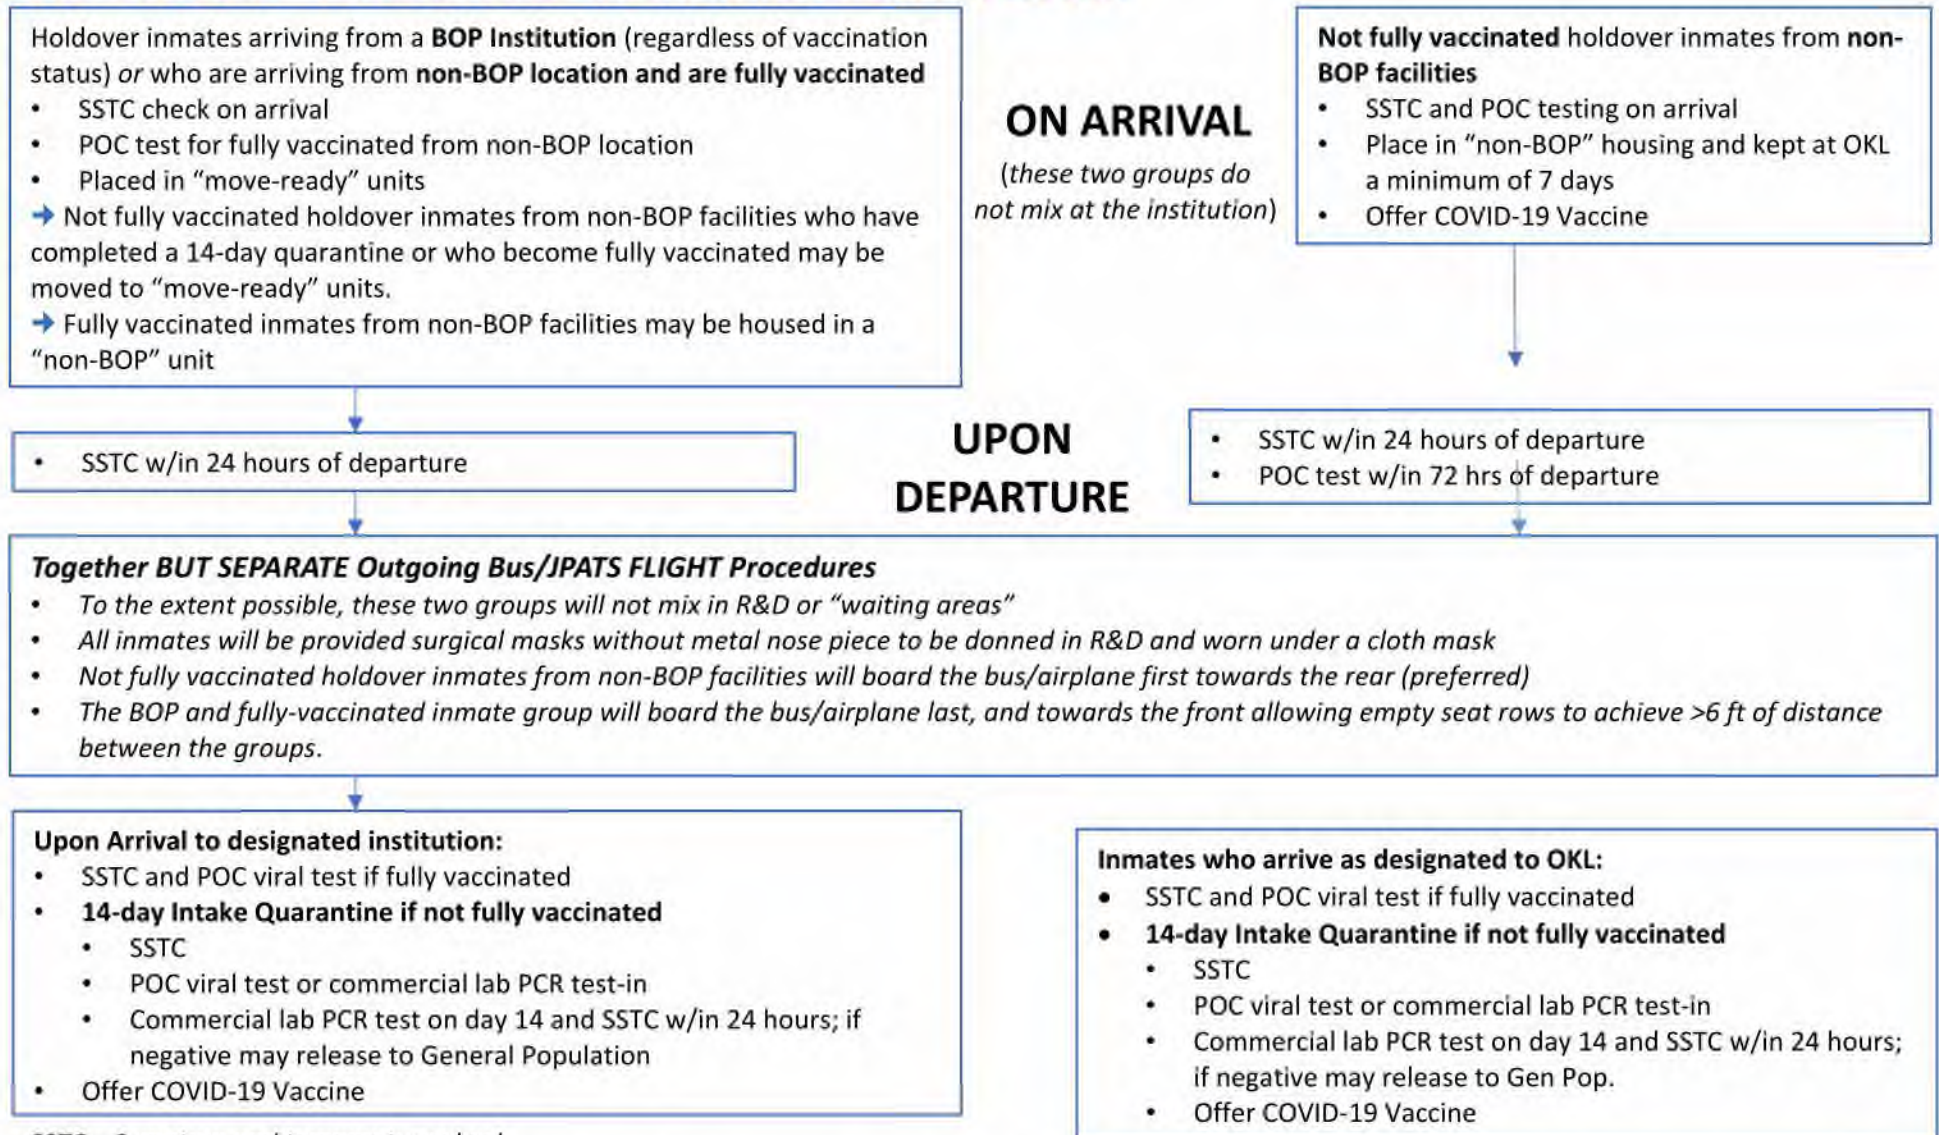 Holdover inmates arriving from a BOP Institution (regardless of vaccination
status) or who are arriving from non-BOP location and are fully vaccinated
• SSTC check on arrival
• POC test for fully vaccinated from non-BOP location
• Placed in “move-ready” units
➔ Not fully vaccinated holdover inmates from non-BOP facilities who have
completed a 14-day quarantine or who become fully vaccinated may be
moved to “move-ready” units.
➔ Fully vaccinated inmates from non-BOP facilities may be housed in a
“non-BOP” unit
ON ARRIVAL
(these two groups do
not mix at the institution)
Not fully vaccinated holdover inmates from non-
BOP facilities
• SSTC and POC testing on arrival
• Place in “non-BOP” housing and kept at OKL
a minimum of 7 days
• Offer COVID-19 Vaccine
• SSTC w/in 24 hours of departure
UPON
DEPARTURE
• SSTC w/in 24 hours of departure
• POC test w/in 72 hrs of departure
Together BUT SEPARATE Outgoing Bus/JPATS FLIGHT Procedures
• To the extent possible, these two groups will not mix in R&D or “waiting areas”
• All inmates will be provided surgical masks without metal nose piece to be donned in R&D and worn under a cloth mask
• Not fully vaccinated holdover inmates from non-BOP facilities will board the bus/airplane first towards the rear (preferred)
• The BOP and fully-vaccinated inmate group will board the bus/airplane last, and towards the front allowing empty seat rows to achieve >6 ft of distance
between the groups.
Upon Arrival to designated institution:
• SSTC and POC viral test if fully vaccinated
• 14-day Intake Quarantine if not fully vaccinated
• SSTC
• POC viral test or commercial lab PCR test-in
• Commercial lab PCR test on day 14 and SSTC w/in 24 hours; if
negative may release to General Population
• Offer COVID-19 Vaccine
Inmates who arrive as designated to OKL:
• SSTC and POC viral test if fully vaccinated
• 14-day Intake Quarantine if not fully vaccinated
• SSTC
• POC viral test or commercial lab PCR test-in
• Commercial lab PCR test on day 14 and SSTC w/in 24 hours;
if negative may release to Gen Pop.
• Offer COVID-19 Vaccine